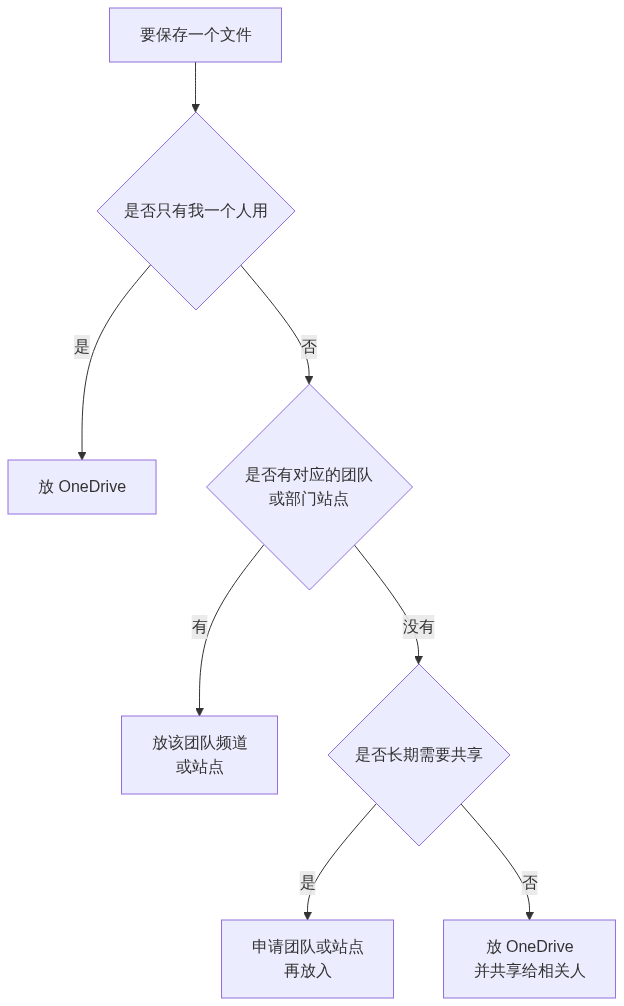 要保存一个文件
是否只有我一个人用
是
否
放 OneDrive
是否有对应的团队
或部门站点
有
没有
放该团队频道
或站点
是否长期需要共享
是
否
申请团队或站点
再放入
放 OneDrive
并共享给相关人